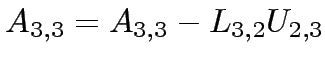 A_{3,3} = A_{3,3} - L_{3,2}U_{2,3}